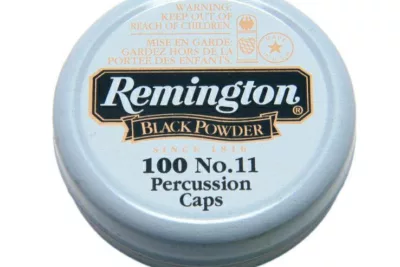 WARNING:
KEEP OUT OF
REACH OF CHILDREN.
MISE EN GARDE:
GARDEZ HORS DE LA
PORTEE DES ENFANTS.
Remington®
BLACK POWDER
SINCE 1816
100 No.11
Percussion
Caps